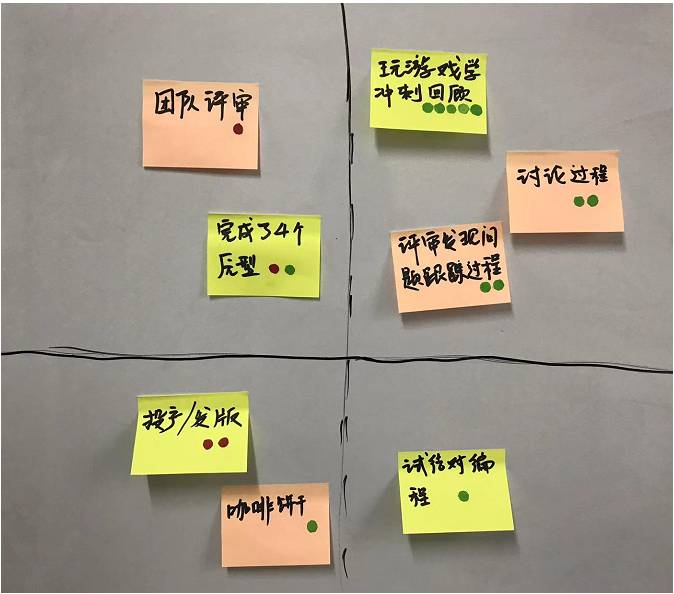 团队评审
玩游戏学
冲刺回顾
讨论过程
完成了4个
原型
评审发现问
题跟踪过程
投产/发版
咖啡饼干
试结对编
程